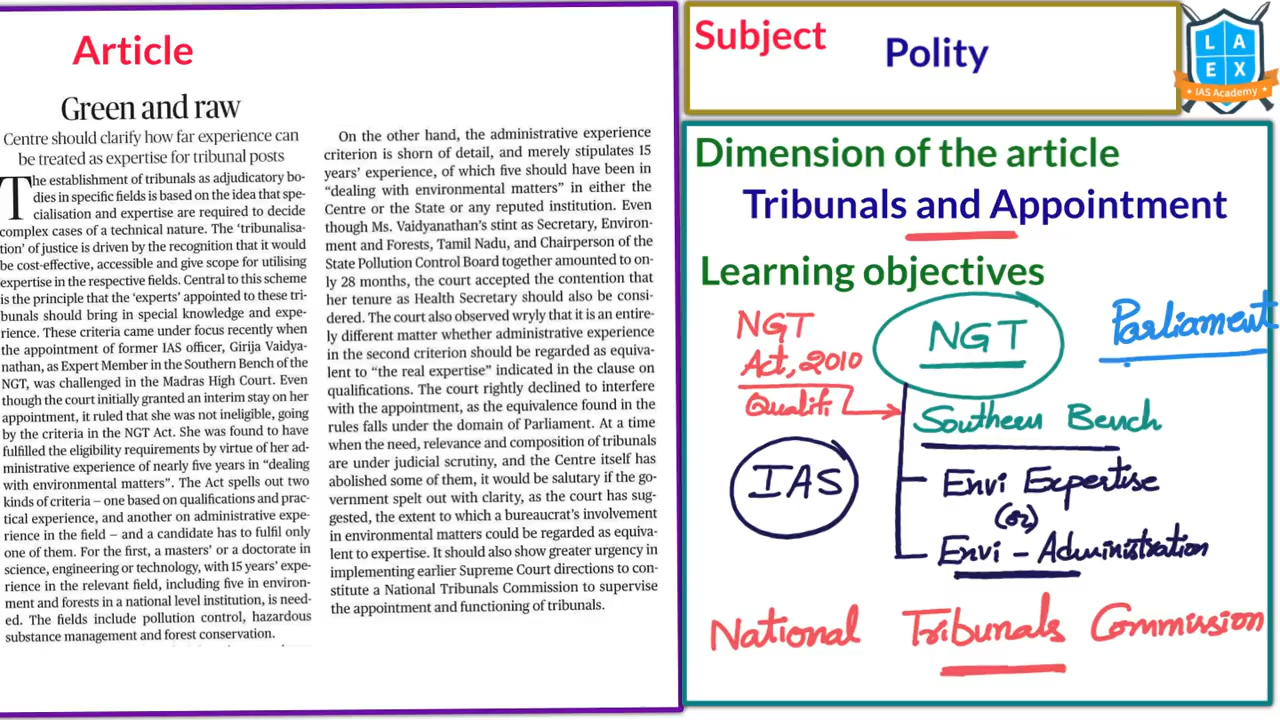 Article
Green and raw
Centre should clarify how far experience can
be treated as expertise for tribunal posts
The establishment of tribunals as adjudicatory bo-
dies in specific fields is based on the idea that spe-
cialisation and expertise are required to decide
complex cases of a technical nature. The ‘tribunalisa-
tion’ of justice is driven by the recognition that it would
be cost-effective, accessible and give scope for utilising
expertise in the respective fields. Central to this scheme
is the principle that the ‘experts’ appointed to these tri-
bunals should bring in special knowledge and expe-
rience. These criteria came under focus recently when
the appointment of former IAS officer, Girija Vaidya-
nathan, as Expert Member in the Southern Bench of the
NGT, was challenged in the Madras High Court. Even
though the court initially granted an interim stay on her
appointment, it ruled that she was not ineligible, going
by the criteria in the NGT Act. She was found to have
fulfilled the eligibility requirements by virtue of her ad-
ministrative experience of nearly five years in “dealing
with environmental matters”. The Act spells out two
kinds of criteria – one based on qualifications and prac-
tical experience, and another on administrative expe-
rience in the field – and a candidate has to fulfil only
one of them. For the first, a masters’ or a doctorate in
science, engineering or technology, with 15 years’ expe-
rience in the relevant field, including five in environ-
ment and forests in a national level institution, is need-
ed. The fields include pollution control, hazardous
substance management and forest conservation.
On the other hand, the administrative experience
criterion is shorn of detail, and merely stipulates 15
years’ experience, of which five should have been in
“dealing with environmental matters” in either the
Centre or the State or any reputed institution. Even
though Ms. Vaidyanathan’s stint as Secretary, Environ-
ment and Forests, Tamil Nadu, and Chairperson of the
State Pollution Control Board together amounted to on-
ly 28 months, the court accepted the contention that
her tenure as Health Secretary should also be consi-
dered. The court also observed wryly that it is an entire-
ly different matter whether administrative experience
in the second criterion should be regarded as equiva-
lent to “the real expertise” indicated in the clause on
qualifications. The court rightly declined to interfere
with the appointment, as the equivalence found in the
rules falls under the domain of Parliament. At a time
when the need, relevance and composition of tribunals
are under judicial scrutiny, and the Centre itself has
abolished some of them, it would be salutary if the go-
vernment spelt out with clarity, as the court has sug-
gested, the extent to which a bureaucrat’s involvement
in environmental matters could be regarded as equiva-
lent to expertise. It should also show greater urgency in
implementing earlier Supreme Court directions to con-
stitute a National Tribunals Commission to supervise
the appointment and functioning of tribunals.
Subject
Polity
L A
E X
IAS Academy
Dimension of the article
Tribunals and Appointment
Learning objectives
NGT
Act, 2010
Qualifi
NGT
Parliament
Southern Bench
IAS
Envi Expertise
(or)
Envi - Administration
National Tribunals Commission